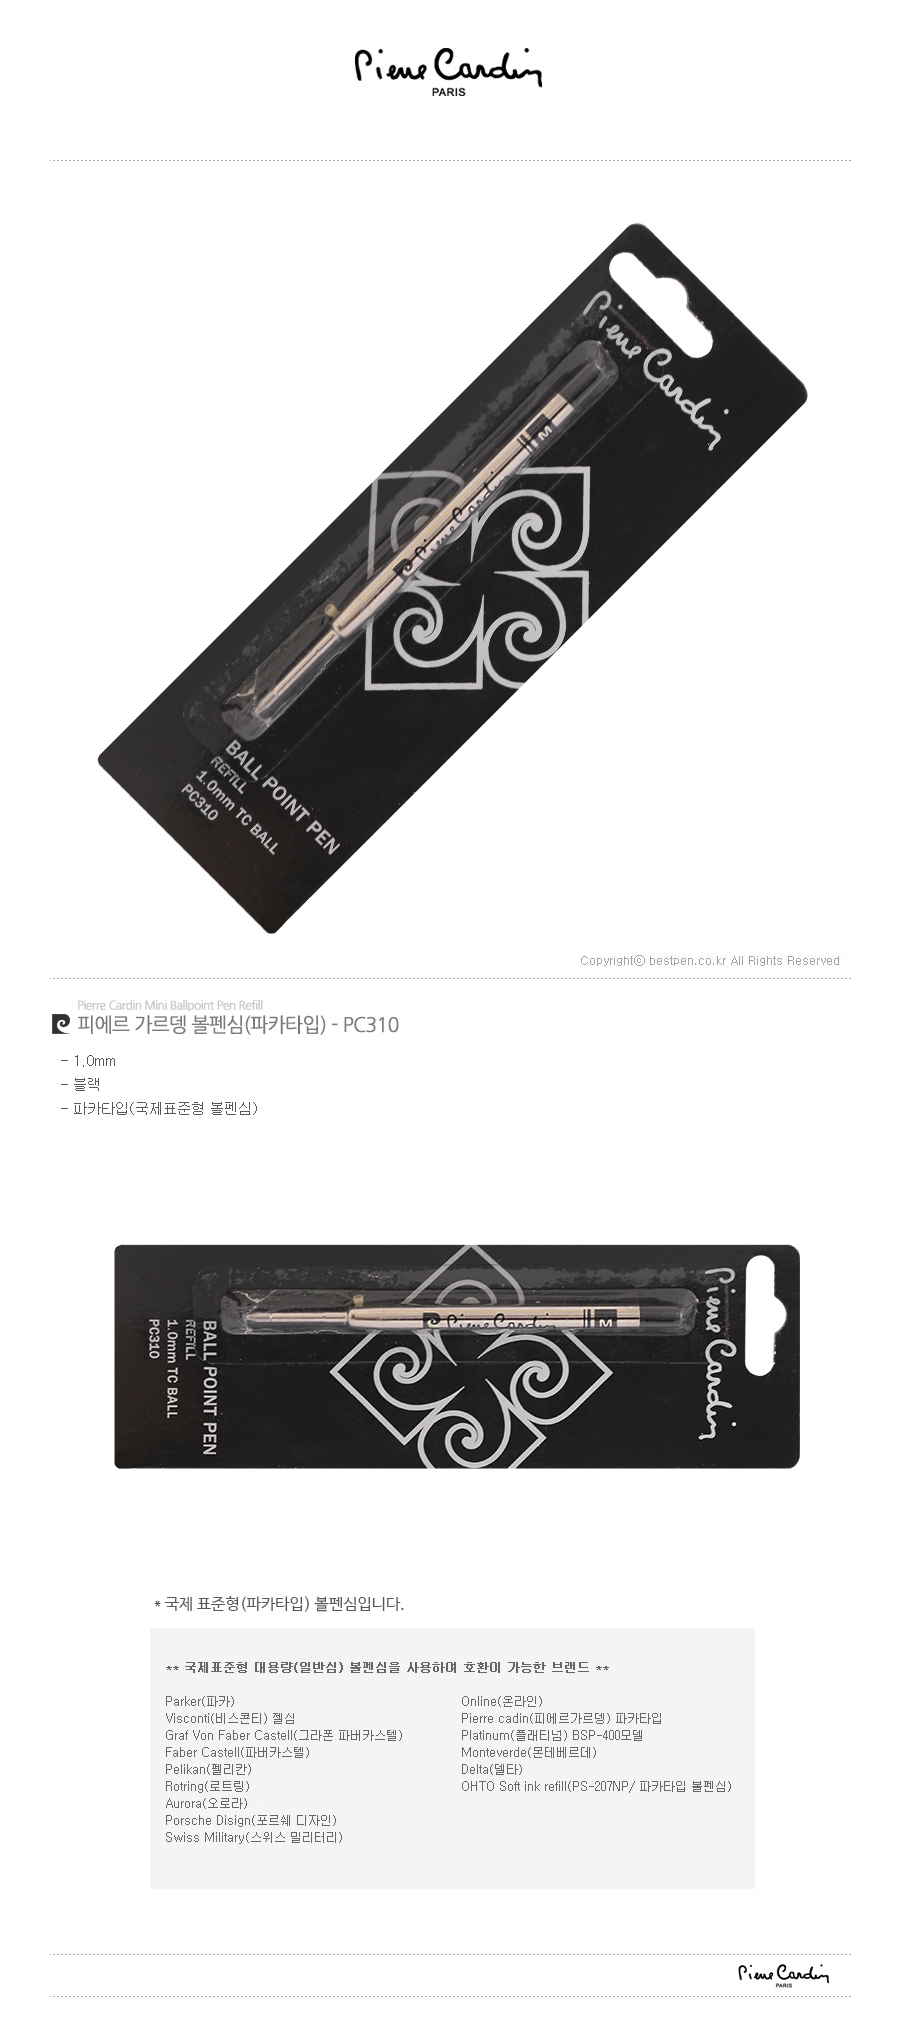 Pierre Cardin
PARIS
Pierre Cardin
M
Pierre Cardin
BALL POINT PEN
REFILL
1.0mm TC BALL
PC310
Copyrightⓒ bestpen.co.kr All Rights Reserved
Pierre Cardin Mini Ballpoint Pen Refill
피에르 가르뎅 볼펜심(파카타입) - PC310
- 1.0mm
- 블랙
- 파카타입(국제표준형 볼펜심)
Pierre Cardin
M
Pierre Cardin
BALL POINT PEN
REFILL
1.0mm TC BALL
PC310
* 국제 표준형(파카타입) 볼펜심입니다.
** 국제표준형 대용량(일반심) 볼펜심을 사용하며 호환이 가능한 브랜드 **
Parker(파카)
Visconti(비스콘티) 젤심
Graf Von Faber Castell(그라폰 파버카스텔)
Faber Castell(파버카스텔)
Pelikan(펠리칸)
Rotring(로트링)
Aurora(오로라)
Porsche Disign(포르쉐 디자인)
Swiss Military(스위스 밀리터리)
Online(온라인)
Pierre cadin(피에르가르뎅) 파카타입
Platinum(플래티넘) BSP-400모델
Monteverde(몬테베르데)
Delta(델타)
OHTO Soft ink refill(PS-207NP/ 파카타입 볼펜심)
Pierre Cardin
PARIS